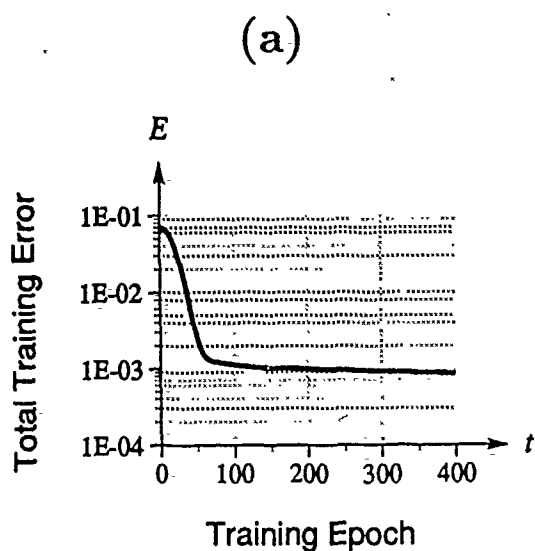 (a)
E
Total Training Error
1E-01
1E-02
1E-03
1E-04
0 100 200 300 400 t
Training Epoch